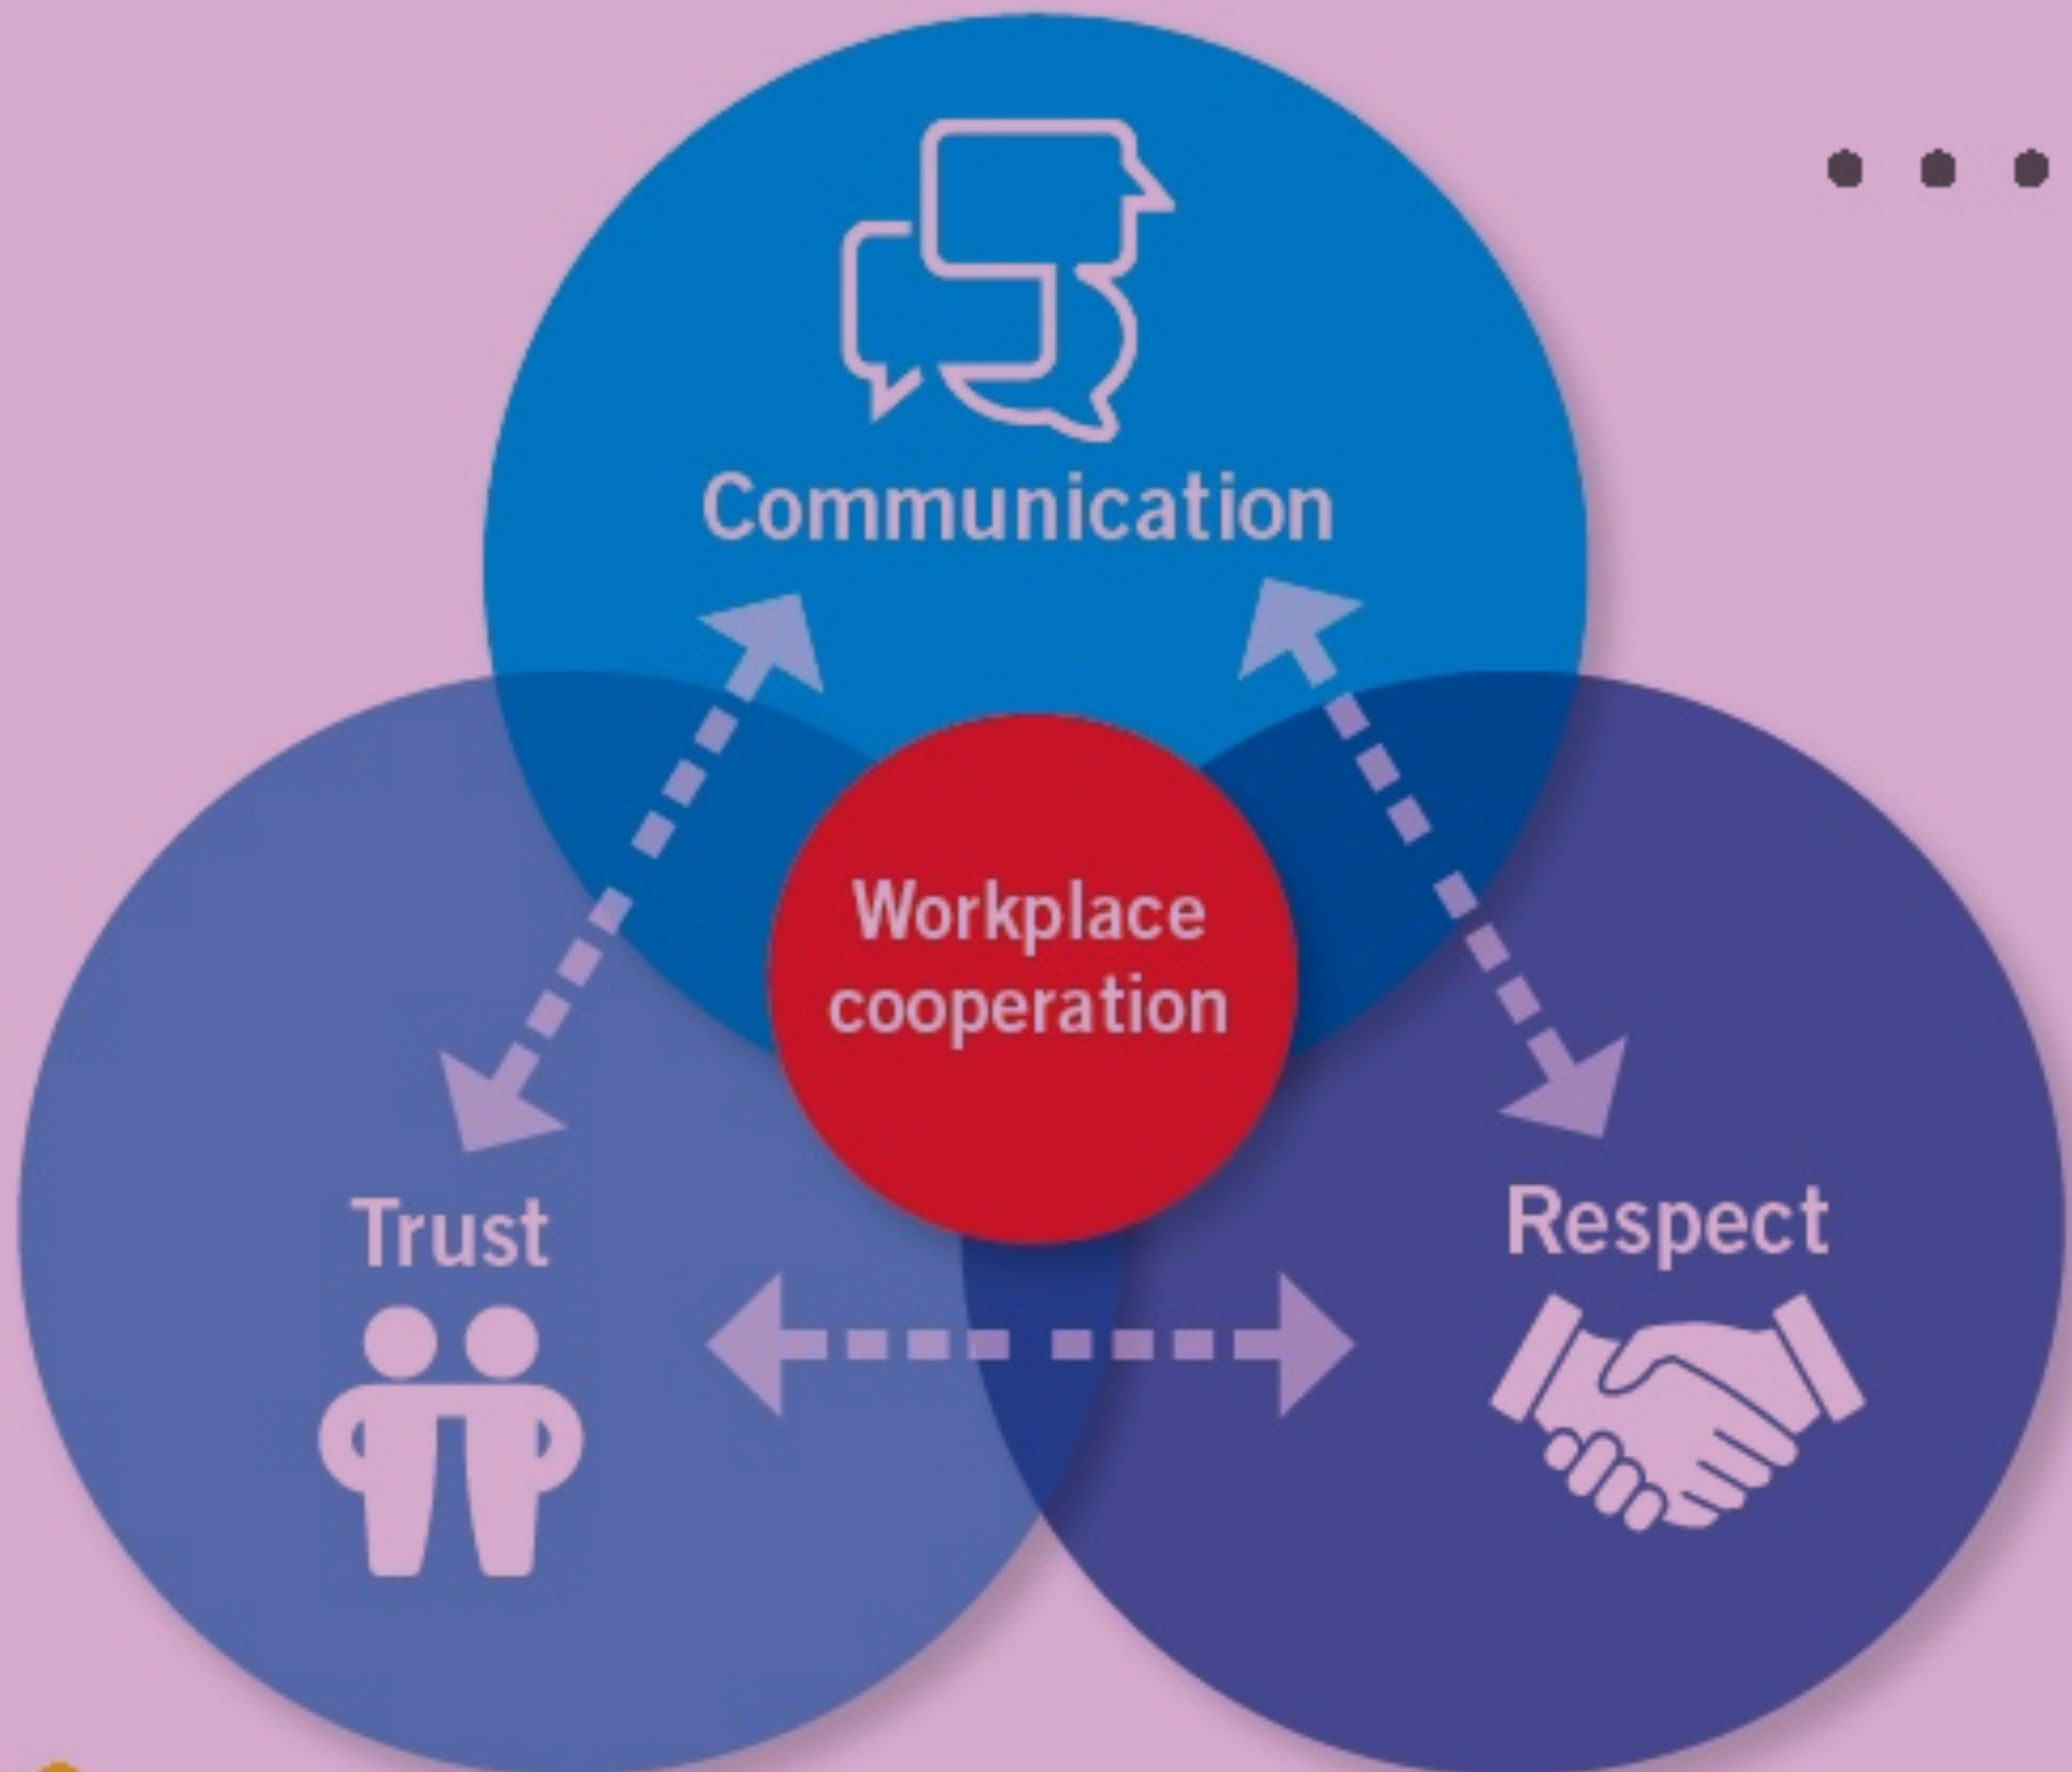 Communication
Workplace
cooperation
Trust
Respect